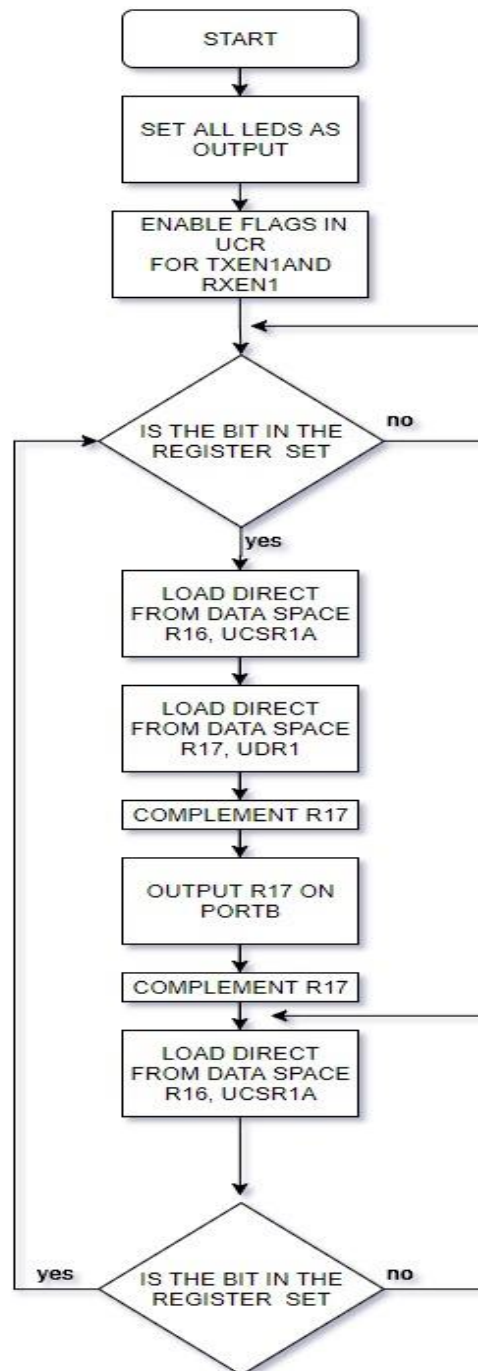 START
SET ALL LEDS AS
OUTPUT
ENABLE FLAGS IN
UCR
FOR TXEN1AND
RXEN1
IS THE BIT IN THE
REGISTER SET
no
yes
LOAD DIRECT
FROM DATA SPACE
R16, UCSR1A
LOAD DIRECT
FROM DATA SPACE
R17, UDR1
COMPLEMENT R17
OUTPUT R17 ON
PORTB
COMPLEMENT R17
LOAD DIRECT
FROM DATA SPACE
R16, UCSR1A
yes
IS THE BIT IN THE
REGISTER SET
no